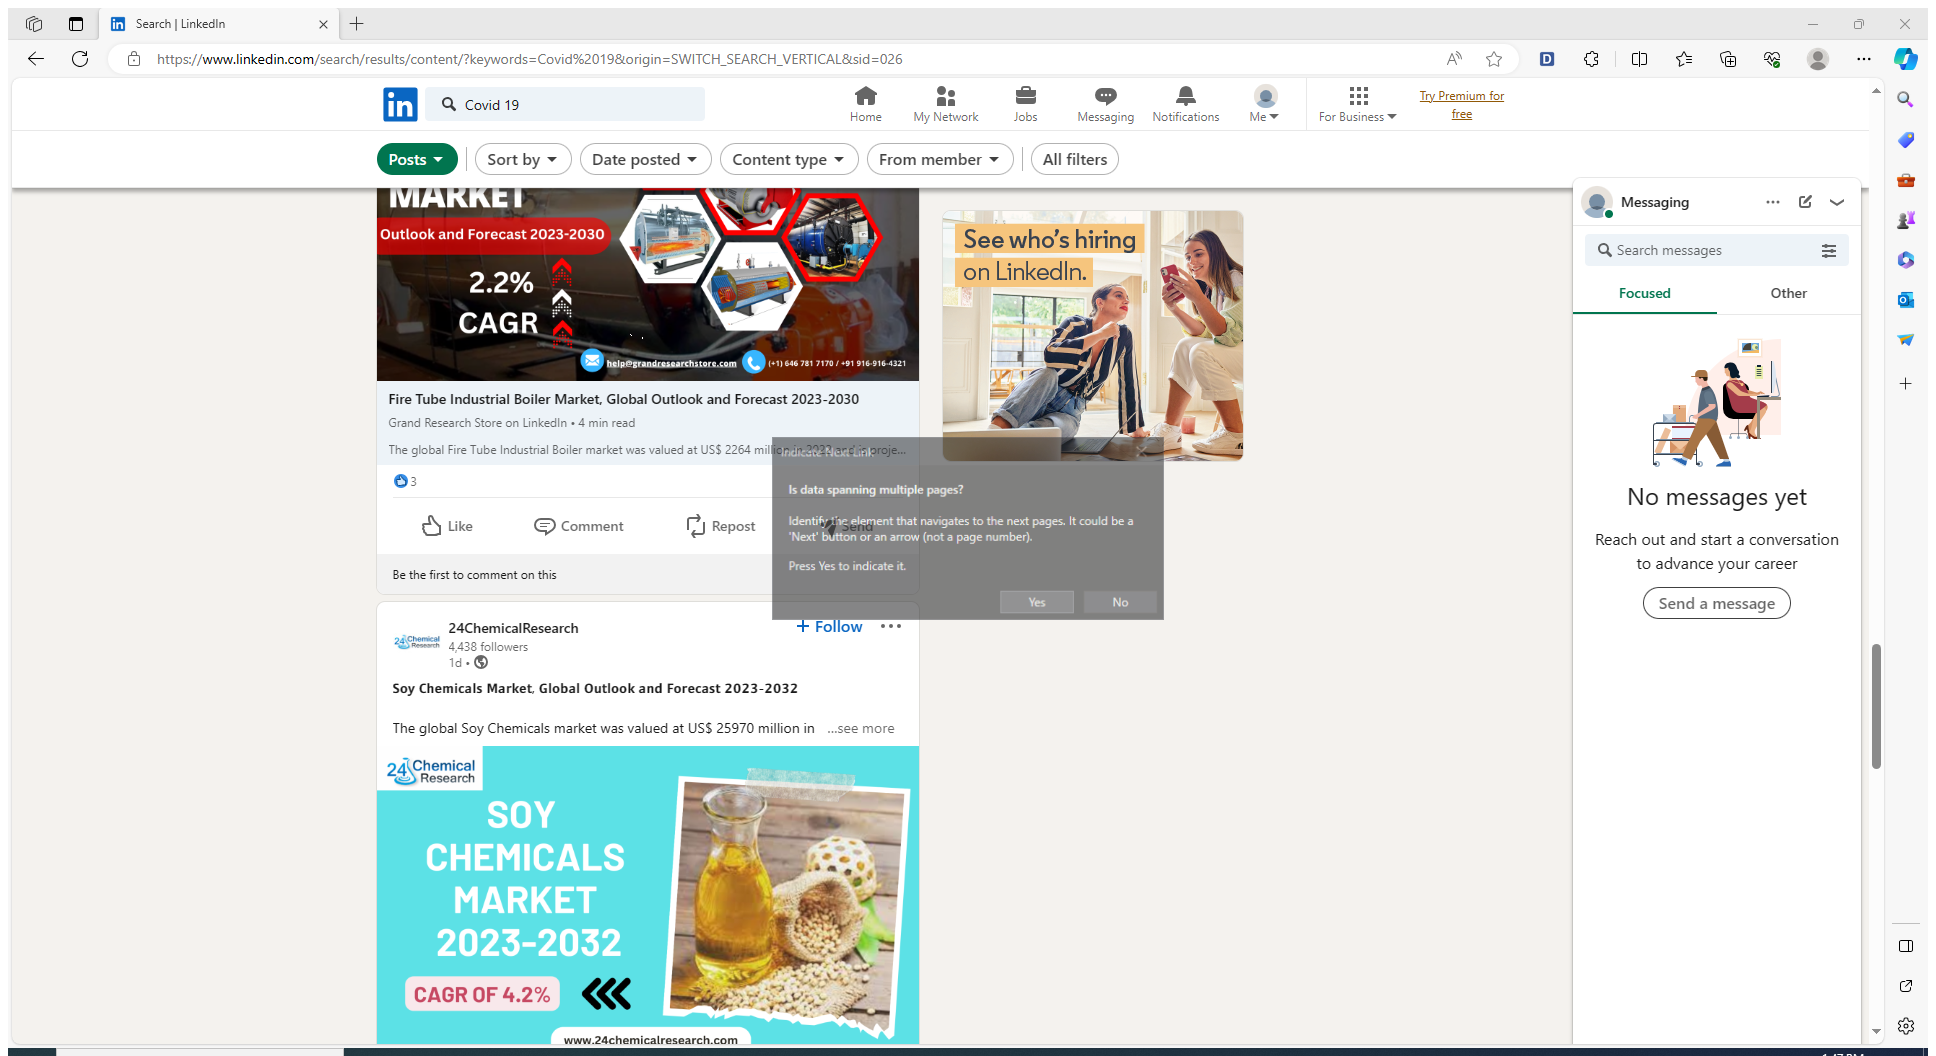 Search | LinkedIn
https://www.linkedin.com/search/results/content/?keywords=Covid%2019&origin=SWITCH_SEARCH_VERTICAL&sid=026
in
Covid 19
Home
My Network
Jobs
Messaging
Notifications
Me
For Business
Try Premium for
free
Posts
Sort by
Date posted
Content type
From member
All filters
MARKET
Outlook and Forecast 2023-2030
2.2%
CAGR
help@grandresearchstore.com
(+1) 646 781 7170 / +91 916-916-4321
Fire Tube Industrial Boiler Market, Global Outlook and Forecast 2023-2030
Grand Research Store on LinkedIn • 4 min read
The global Fire Tube Industrial Boiler market was valued at US$ 2264 million in 2022 and is proje...
3
Like
Comment
Repost
Send
Be the first to comment on this
Indicate Next Link
Is data spanning multiple pages?
Identify the element that navigates to the next pages. It could be a
'Next' button or an arrow (not a page number).
Press Yes to indicate it.
Yes
No
24 Chemical
Research
24ChemicalResearch
4,438 followers
1d •
+ Follow
Soy Chemicals Market, Global Outlook and Forecast 2023-2032
The global Soy Chemicals market was valued at US$ 25970 million in ...see more
24 Chemical
Research
SOY
CHEMICALS
MARKET
2023-2032
CAGR OF 4.2%
www.24chemicalresearch.com
See who's hiring
on LinkedIn.
Messaging
Search messages
Focused
Other
No messages yet
Reach out and start a conversation
to advance your career
Send a message